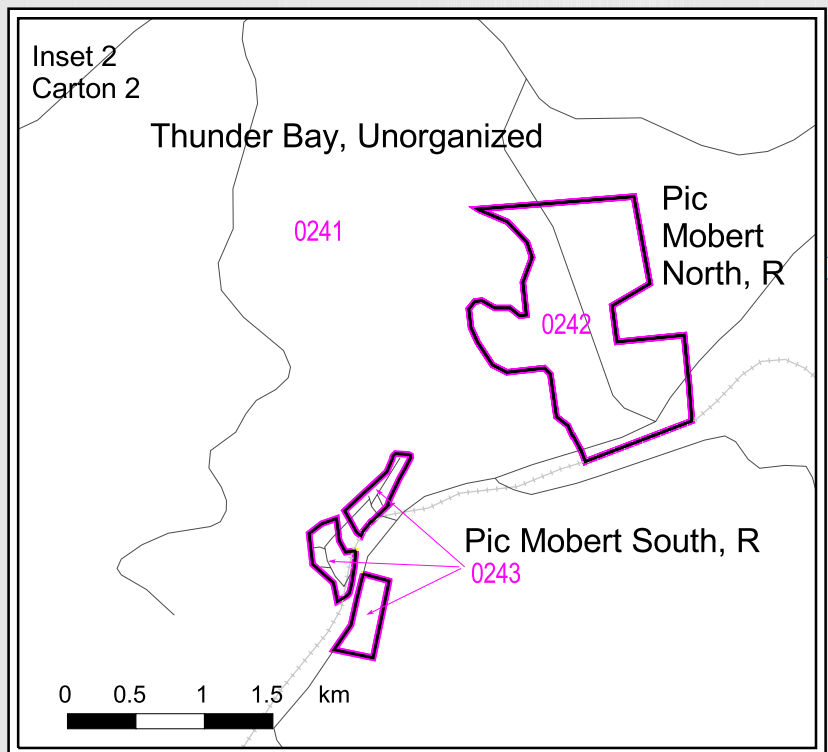 Inset 2
Carton 2
Thunder Bay, Unorganized
Pic
Mobert
North, R
0241
0242
Pic Mobert South, R
0243
0 0.5 1 1.5 km